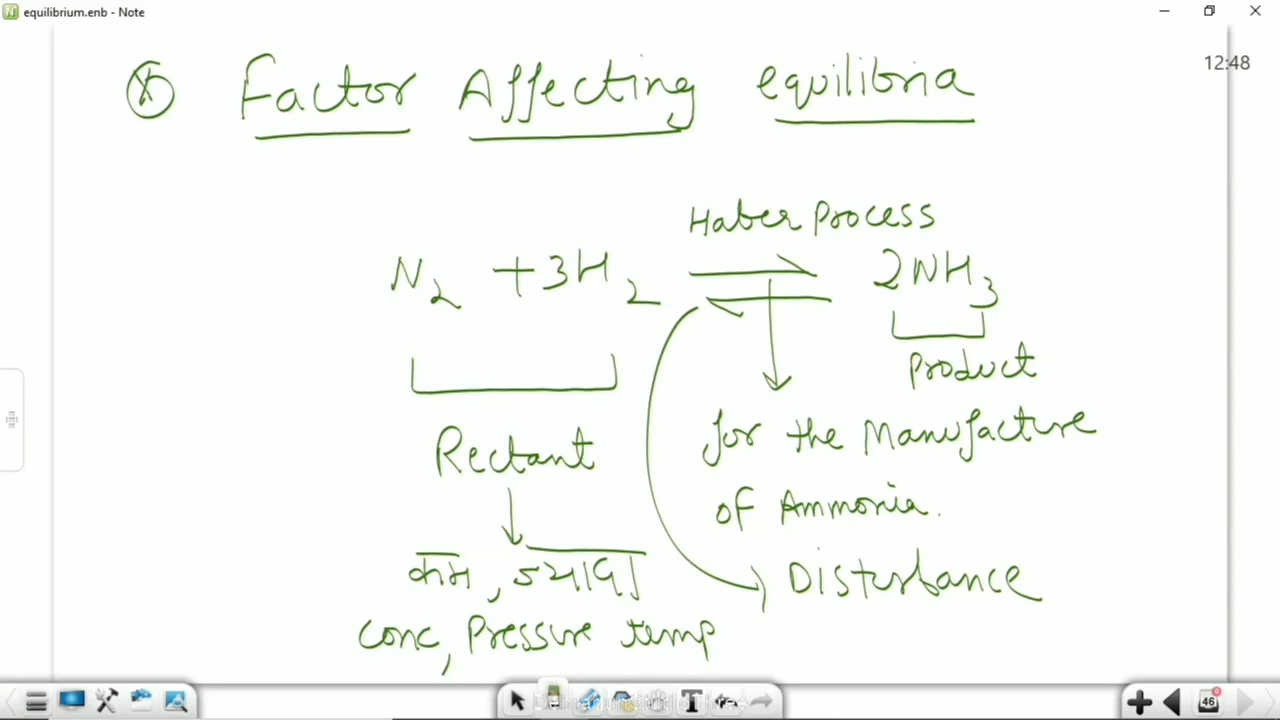 equilibrium.enb - Note
12:48
Factor Affecting equilibria
Haber Process
N2 + 3H2 ⇌ 2NH3
Product
Rectant
for the Manufacture
of Ammonia.
कम, ज्यादा
Disturbance
conc, Pressure temp
46